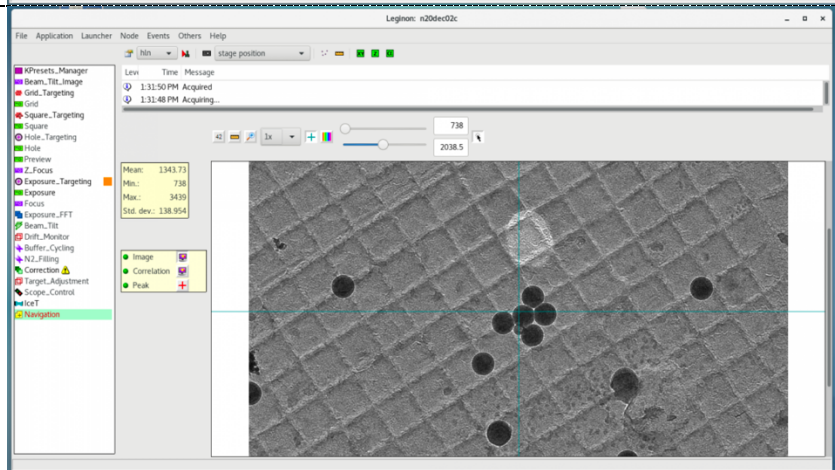 Leginon: n20dec02c
File Application Launcher Node Events Others Help
hln stage position
KPresets_Manager
Beam_Tilt_Image
Grid_Targeting
Grid
Square_Targeting
Square
Hole_Targeting
Hole
Preview
Z_Focus
Exposure_Targeting
Exposure
Focus
Exposure_FFT
Beam_Tilt
Drift_Monitor
Buffer_Cycling
N2_Filling
Correction
Target_Adjustment
Scope_Control
IceT
Navigation
Levi Time Message
1:31:50 PM Acquired
1:31:48 PM Acquiring...
1x 738
2038.5
Mean: 1343.73
Min.: 738
Max.: 3439
Std. dev.: 138.954
Image
Correlation
Peak